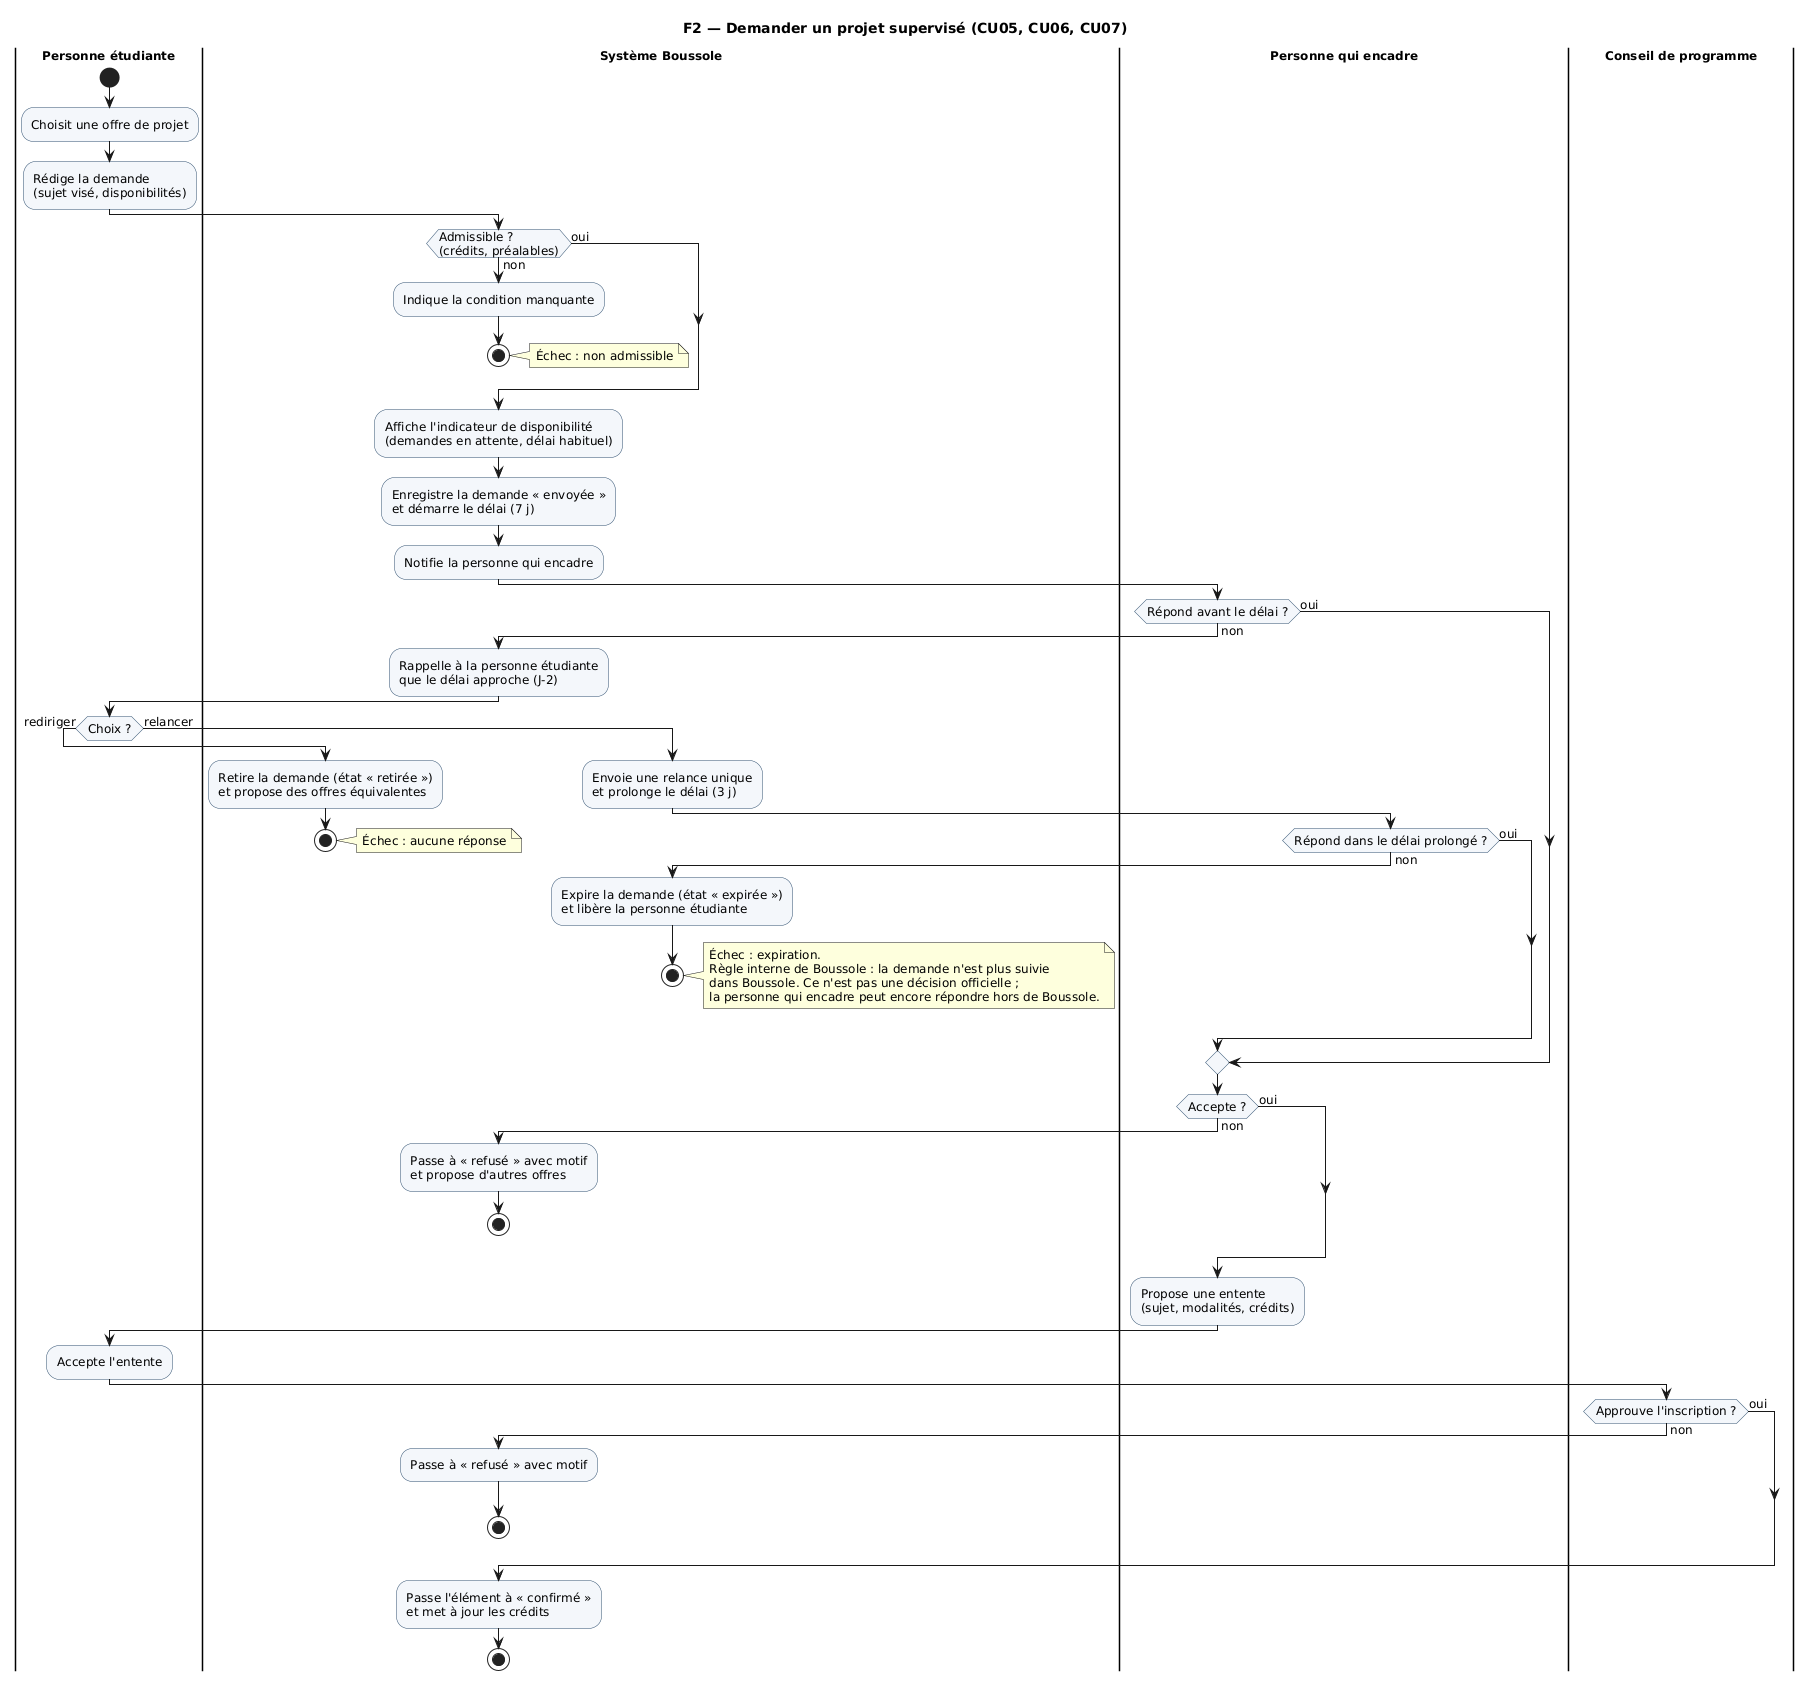 F2 — Demander un projet supervisé (CU05, CU06, CU07)
Personne étudiante
Système Boussole
Personne qui encadre
Conseil de programme
Choisit une offre de projet
Rédige la demande
(sujet visé, disponibilités)
Admissible ?
(crédits, préalables)
oui
non
Indique la condition manquante
Échec : non admissible
Affiche l'indicateur de disponibilité
(demandes en attente, délai habituel)
Enregistre la demande « envoyée »
et démarre le délai (7 j)
Notifie la personne qui encadre
Répond avant le délai ?
oui
non
Rappelle à la personne étudiante
que le délai approche (J-2)
rediriger
Choix ?
relancer
Retire la demande (état « retirée »)
et propose des offres équivalentes
Envoie une relance unique
et prolonge le délai (3 j)
Échec : aucune réponse
Répond dans le délai prolongé ?
oui
non
Expire la demande (état « expirée »)
et libère la personne étudiante
Échec : expiration.
Règle interne de Boussole : la demande n'est plus suivie
dans Boussole. Ce n'est pas une décision officielle ;
la personne qui encadre peut encore répondre hors de Boussole.
Accepte ?
oui
non
Passe à « refusé » avec motif
et propose d'autres offres
Propose une entente
(sujet, modalités, crédits)
Accepte l'entente
Approuve l'inscription ?
oui
non
Passe à « refusé » avec motif
Passe l'élément à « confirmé »
et met à jour les crédits